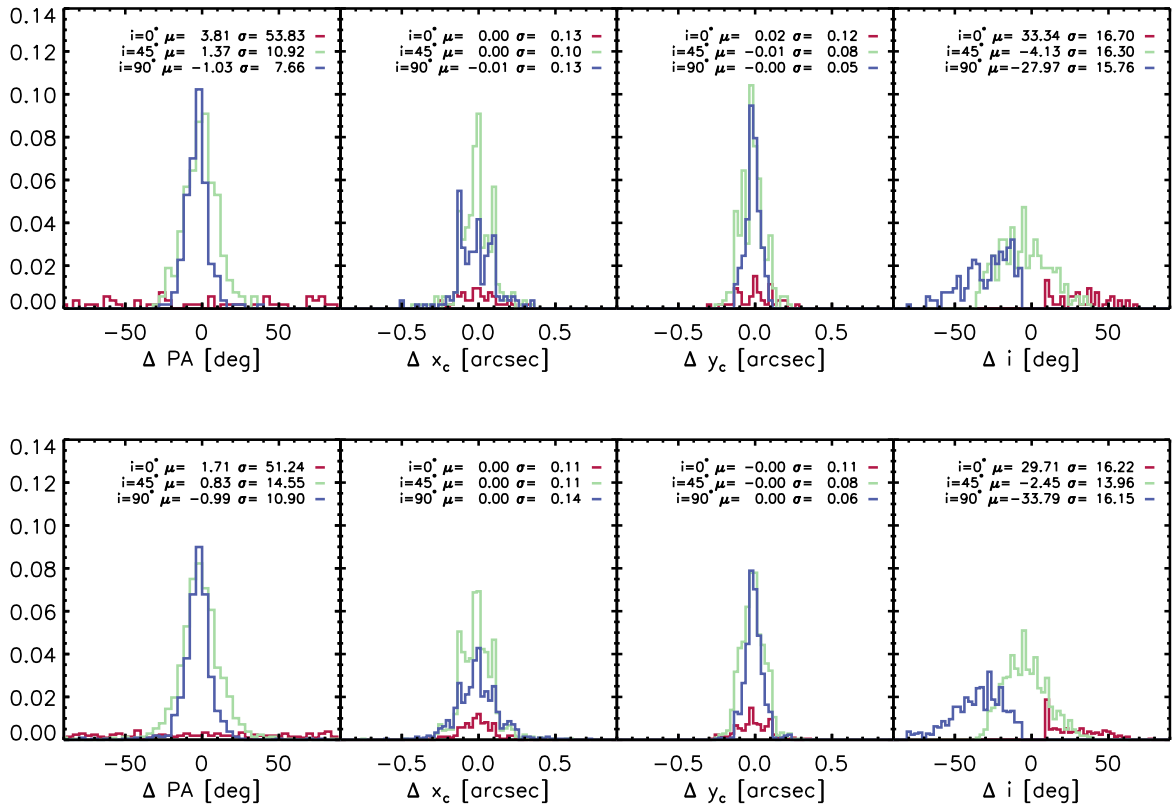 0.14
0.12
0.10
0.08
0.06
0.04
0.02
0.00
i=0° μ= 3.81 σ= 53.83
i=45° μ= 1.37 σ= 10.92
i=90° μ= −1.03 σ= 7.66
i=0° μ= 0.00 σ= 0.13
i=45° μ= 0.00 σ= 0.10
i=90° μ= −0.01 σ= 0.13
i=0° μ= 0.02 σ= 0.12
i=45° μ= −0.01 σ= 0.08
i=90° μ= −0.00 σ= 0.05
i=0° μ= 33.34 σ= 16.70
i=45° μ= −4.13 σ= 16.30
i=90° μ= −27.97 σ= 15.76
−50 0 50
−0.5 0.0 0.5
−0.5 0.0 0.5
−50 0 50
Δ PA [deg]
Δ x_c [arcsec]
Δ y_c [arcsec]
Δ i [deg]
0.14
0.12
0.10
0.08
0.06
0.04
0.02
0.00
i=0° μ= 1.71 σ= 51.24
i=45° μ= 0.83 σ= 14.55
i=90° μ= −0.99 σ= 10.90
i=0° μ= 0.00 σ= 0.11
i=45° μ= 0.00 σ= 0.11
i=90° μ= 0.00 σ= 0.14
i=0° μ= −0.00 σ= 0.11
i=45° μ= −0.00 σ= 0.08
i=90° μ= 0.00 σ= 0.06
i=0° μ= 29.71 σ= 16.22
i=45° μ= −2.45 σ= 13.96
i=90° μ= −33.79 σ= 16.15
−50 0 50
−0.5 0.0 0.5
−0.5 0.0 0.5
−50 0 50
Δ PA [deg]
Δ x_c [arcsec]
Δ y_c [arcsec]
Δ i [deg]